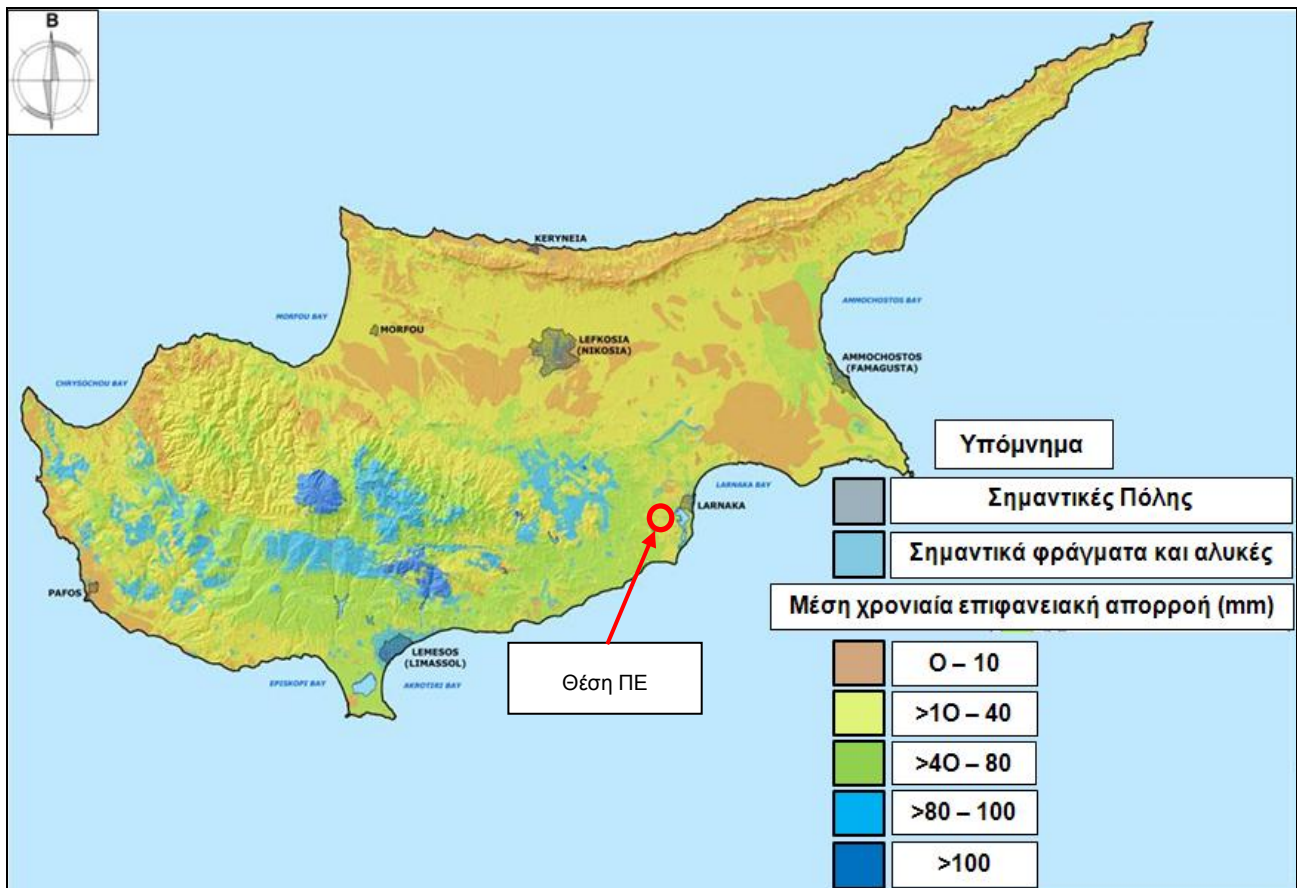 B
KERYNEIA
MORFOU BAY
AMMOCHOSTOS BAY
MORFOU
LEFKOSIA
(NIKOSIA)
AMMOCHOSTOS
(FAMAGUSTA)
CHRYSOCHOU BAY
LARNAKA BAY
LARNAKA
PAFOS
LEMESOS
(LIMASSOL)
EPISKOPI BAY
AKROTIRI BAY
Θέση ΠΕ
Υπόμνημα
Σημαντικές Πόλης
Σημαντικά φράγματα και αλυκές
Μέση χρονιαία επιφανειακή απορροή (mm)
O – 10
>1O – 40
>4O – 80
>80 – 100
>100